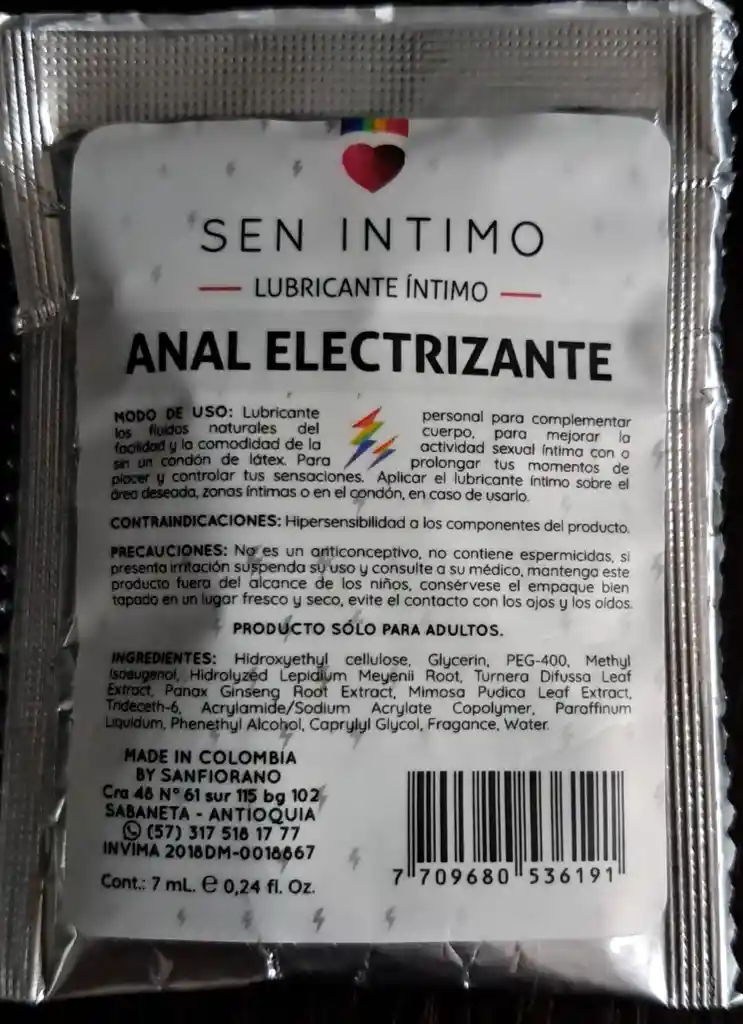 SEN INTIMO
LUBRICANTE ÍNTIMO
ANAL ELECTRIZANTE
MODO DE USO: Lubricante personal para complementar
los fluidos naturales del cuerpo, para mejorar la
facilidad y la comodidad de la actividad sexual íntima con o
sin un condón de látex. Para prolongar tus momentos de
placer y controlar tus sensaciones. Aplicar el lubricante íntimo sobre el
área deseada, zonas íntimas o en el condón, en caso de usarlo.
CONTRAINDICACIONES: Hipersensibilidad a los componentes del producto.
PRECAUCIONES: No es un anticonceptivo, no contiene espermicidas, si
presenta irritación suspenda su uso y consulte a su médico, mantenga este
producto fuera del alcance de los niños, consérvese el empaque bien
tapado en un lugar fresco y seco, evite el contacto con los ojos y los oídos.
PRODUCTO SÓLO PARA ADULTOS.
INGREDIENTES: Hidroxyethyl cellulose, Glycerin, PEG-400, Methyl
Isoeugenol, Hidrolyzed Lepidium Meyenii Root, Turnera Difussa Leaf
Extract, Panax Ginseng Root Extract, Mimosa Pudica Leaf Extract,
Trideceth-6, Acrylamide/Sodium Acrylate Copolymer, Paraffinum
Liquidum, Phenethyl Alcohol, Caprylyl Glycol, Fragance, Water.
MADE IN COLOMBIA
BY SANFIORANO
Cra 48 N° 61 sur 115 bg 102
SABANETA - ANTIOQUIA
(57) 317 518 17 77
INVIMA 2018DM-0018667
Cont.: 7 mL. ℮ 0,24 fl. Oz.
7 709680 536191